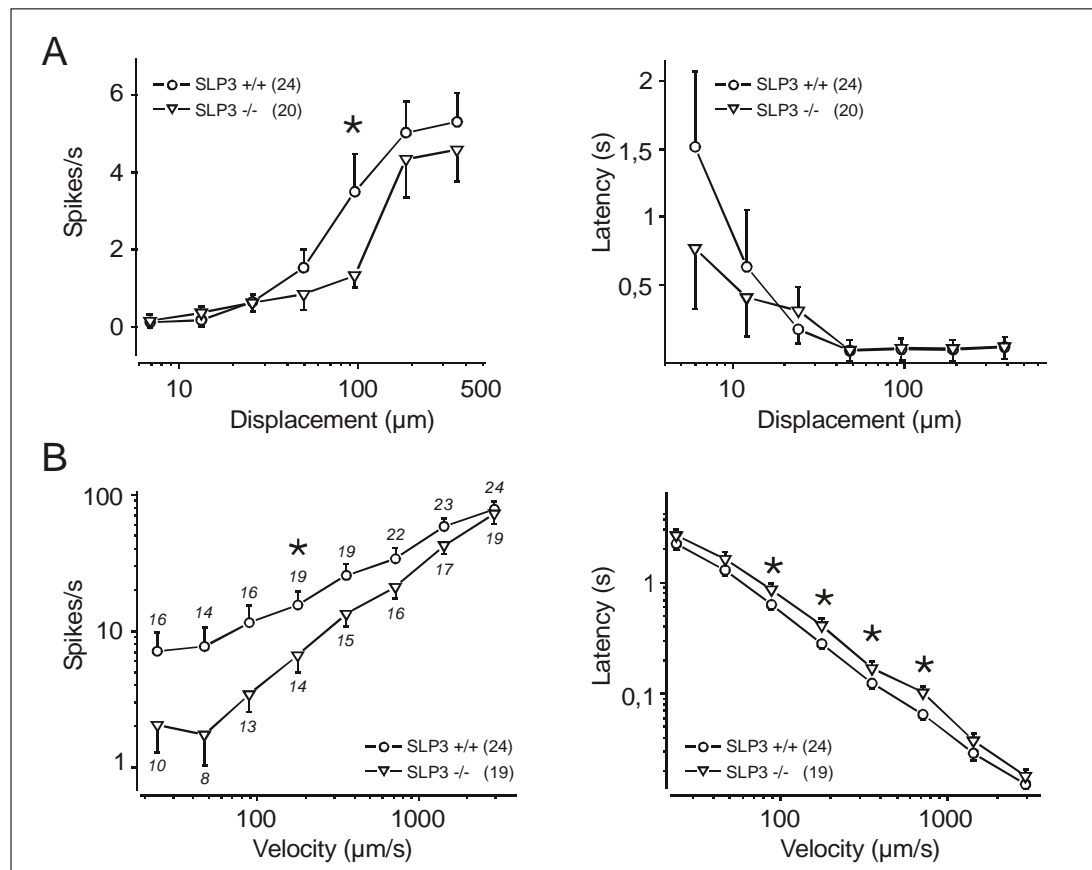 A
SLP3 +/+ (24)
SLP3 -/- (20)
*
6
4
2
0
Spikes/s
10
100
500
Displacement (µm)
SLP3 +/+ (24)
SLP3 -/- (20)
2
1,5
1
0,5
Latency (s)
10
100
Displacement (µm)
B
100
10
1
Spikes/s
16
14
16
19
19
22
23
24
*
10
8
13
14
15
16
17
19
SLP3 +/+ (24)
SLP3 -/- (19)
100
1000
Velocity (µm/s)
1
0,1
Latency (s)
* * * *
SLP3 +/+ (24)
SLP3 -/- (19)
100
1000
Velocity (µm/s)